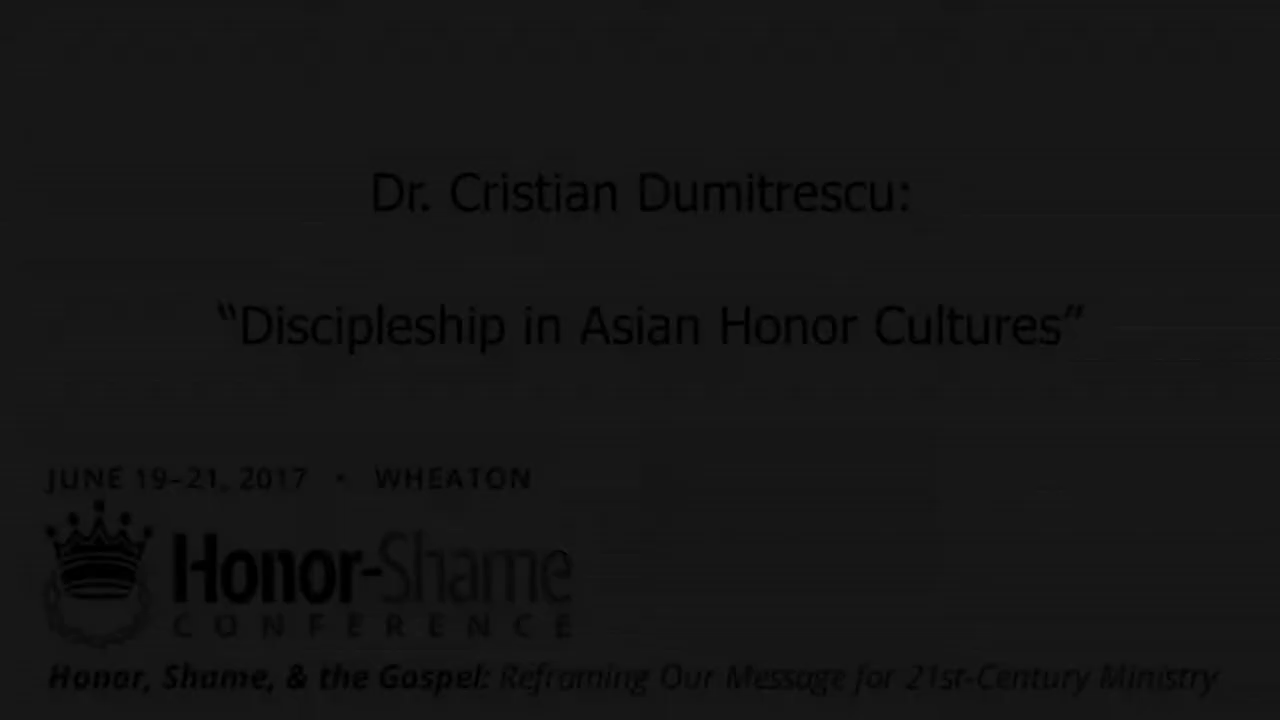 Dr. Cristian Dumitrescu:
“Discipleship in Asian Honor Cultures”
JUNE 19–21, 2017 • WHEATON
Honor-Shame
CONFERENCE
Honor, Shame, & the Gospel: Reframing Our Message for 21st-Century Ministry